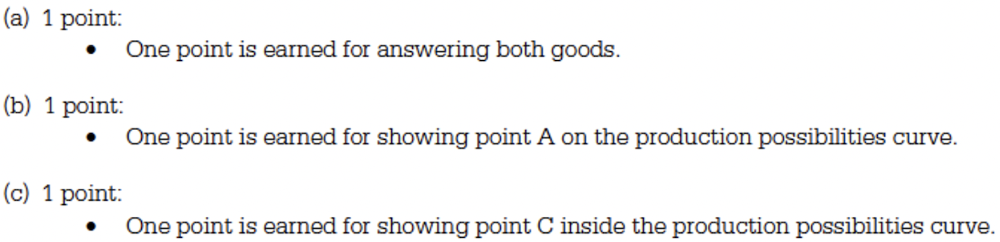 (a) 1 point:
• One point is earned for answering both goods.
(b) 1 point:
• One point is earned for showing point A on the production possibilities curve.
(c) 1 point:
• One point is earned for showing point C inside the production possibilities curve.